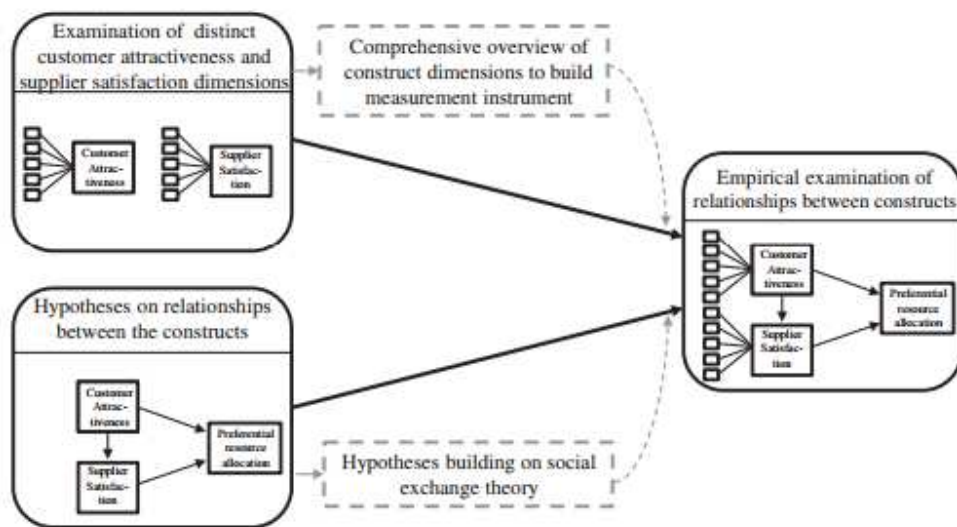 Examination of distinct
customer attractiveness and
supplier satisfaction dimensions
Customer
Attrac-
tiveness
Supplier
Satisfac-
tion
Comprehensive overview of
construct dimensions to build
measurement instrument
Hypotheses on relationships
between the constructs
Customer
Attrac-
tiveness
Supplier
Satisfac-
tion
Preferential
resource
allocation
Hypotheses building on social
exchange theory
Empirical examination of
relationships between constructs
Customer
Attrac-
tiveness
Supplier
Satisfac-
tion
Preferential
resource
allocation